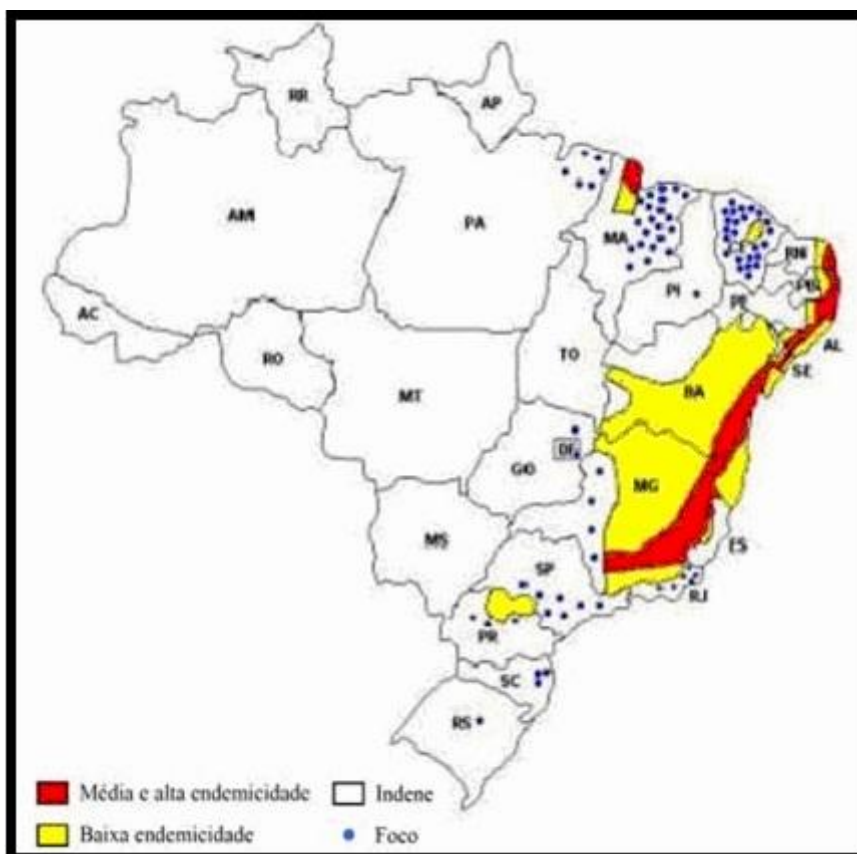 RR
AP
AM
PA
MA
CE
RN
PI
PB
PE
AC
AL
TO
SE
RO
BA
MT
DF
GO
MG
MS
ES
SP
RJ
PR
SC
RS
Média e alta endemicidade
Indene
Baixa endemicidade
Foco